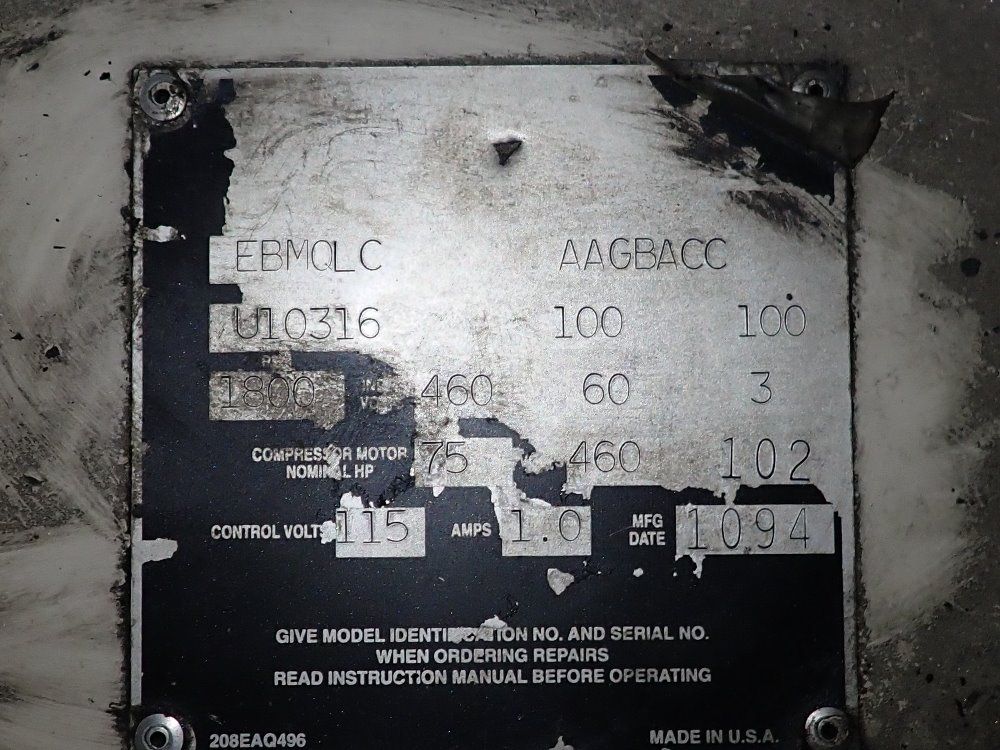 EBMQLC AAGBACC
U10316 100 100
1800 460 60 3
COMPRESSOR MOTOR
NOMINAL HP 75 460 102
CONTROL VOLTS 115 AMPS 1.0 MFG DATE 1094
GIVE MODEL IDENTIFICATION NO. AND SERIAL NO.
WHEN ORDERING REPAIRS
READ INSTRUCTION MANUAL BEFORE OPERATING
208EAQ496 MADE IN U.S.A.